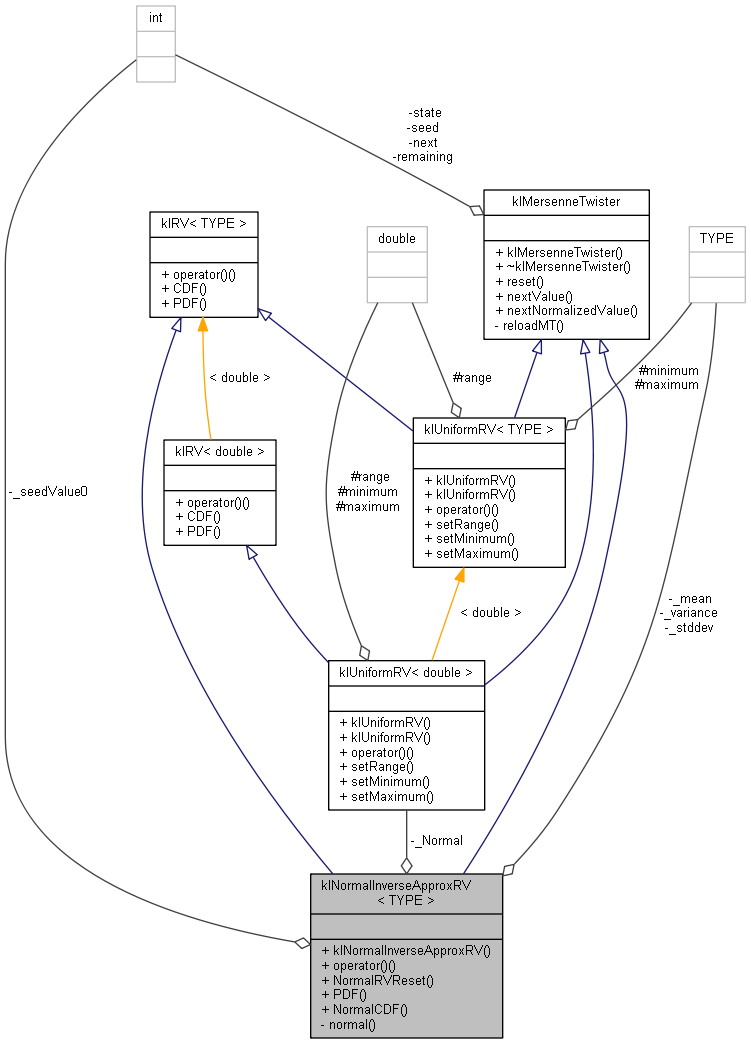 int
-state
-seed
-next
-remaining
klMersenneTwister
+ klMersenneTwister()
+ ~klMersenneTwister()
+ reset()
+ nextValue()
+ nextNormalizedValue()
- reloadMT()
klRV< TYPE >
+ operator()()
+ CDF()
+ PDF()
double
TYPE
< double >
#range
#minimum
#maximum
klUniformRV< TYPE >
+ klUniformRV()
+ klUniformRV()
+ operator()()
+ setRange()
+ setMinimum()
+ setMaximum()
klRV< double >
+ operator()()
+ CDF()
+ PDF()
-_seedValue0
#range
#minimum
#maximum
< double >
-_mean
-_variance
-_stddev
klUniformRV< double >
+ klUniformRV()
+ klUniformRV()
+ operator()()
+ setRange()
+ setMinimum()
+ setMaximum()
-_Normal
klNormalInverseApproxRV
< TYPE >
+ klNormalInverseApproxRV()
+ operator()()
+ NormalRVReset()
+ PDF()
+ NormalCDF()
- normal()